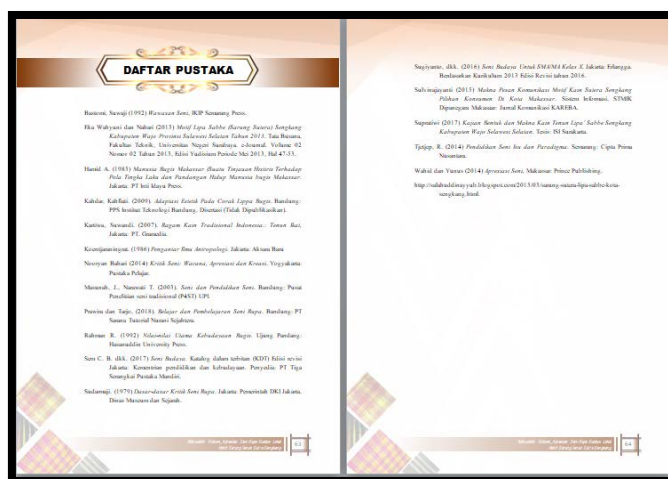 DAFTAR PUSTAKA
Bastomi, Suwaji (1992) Wawasan Seni, IKIP Semarang Press.
Eka Wahyuni dan Nahari (2013) Motif Lipa Sabbe (Sarung Sutera) Sengkang
Kabupaten Wajo Provinsi Sulawesi Selatan Tahun 2013. Tata Busana,
Fakultas Teknik, Universitas Negeri Surabaya. e-Journal. Volume 02
Nomor 02 Tahun 2013, Edisi Yudisium Periode Mei 2013, Hal 47-53.
Hamid A. (1985) Manusia Bugis Makassar (Suatu Tinjauan Historis Terhadap
Pola Tingka Laku dan Pandangan Hidup Manusia bugis Makassar.
Jakarta: PT Inti Idayu Press.
Kahdar, Kahfiati. (2009). Adaptasi Estetik Pada Corak Lippa Bugis. Bandung:
PPS Institut Teknologi Bandung, Disetasi (Tidak Dipublikasikan).
Kartiwa, Suwandi. (2007). Ragam Kain Tradisional Indonesia.: Tenun Ikat,
Jakarta: PT. Gramedia.
Koentjaraningrat. (1986) Pengantar Ilmu Antropologi. Jakarta: Aksara Baru.
Nooryan Bahari (2014) Kritik Seni: Wacana, Apresiasi dan Kreasi. Yogyakarta:
Pustaka Pelajar.
Masunah, J., Narawati T. (2003). Seni dan Pendidikan Seni. Bandung: Pusat
Penelitian seni tradisional (P4ST) UPI.
Prawira dan Tarjo. (2018). Belajar dan Pembelajaran Seni Rupa. Bandung: PT
Sarana Tutorial Nurani Sejahtera.
Rahman R. (1992) Nilai-nilai Utama Kebudayaan Bugis. Ujung Pandang:
Hasanuddin University Press.
Sem C. B. dkk. (2017) Seni Budaya. Katalog dalam terbitan (KDT) Edisi revisi
Jakarta: Kementrian pendidikan dan kebudayaan. Penyedia: PT Tiga
Serangkai Pustaka Mandiri.
Sudarmaji. (1979) Dasar-dasar Kritik Seni Rupa. Jakarta: Pemerintah DKI Jakarta,
Dinas Museum dan Sejarah.
63
Sugiyanto, dkk. (2016) Seni Budaya Untuk SMA/MA Kelas X. Jakarta: Erlangga.
Berdasarkan Kurikulum 2013 Edisi Revisi tahun 2016.
Sulvinajayanti (2015) Makna Pesan Komunikasi Motif Kain Sutera Sengkang
Pilihan Konsumen Di Kota Makassar. Sistem Informasi, STMIK
Dipanegara Makassar: Jurnal Komunikasi KAREBA.
Supratiwi (2017) Kajian Bentuk dan Makna Kain Tenun Lipa' Sabbe Sengkang
Kabupaten Wajo Sulawesi Selatan. Tesis: ISI Surakarta.
Tjetjep, R. (2014) Pendidikan Seni Isu dan Paradigma. Semarang: Cipta Prima
Nusantara.
Wahid dan Yunus (2014) Apresiasi Seni, Makassar: Prince Publishing.
http://salahuddinayyub.blogspot.com/2013/03/sarung-sutera-lipa-sabbe-kota-
sengkang.html.
64